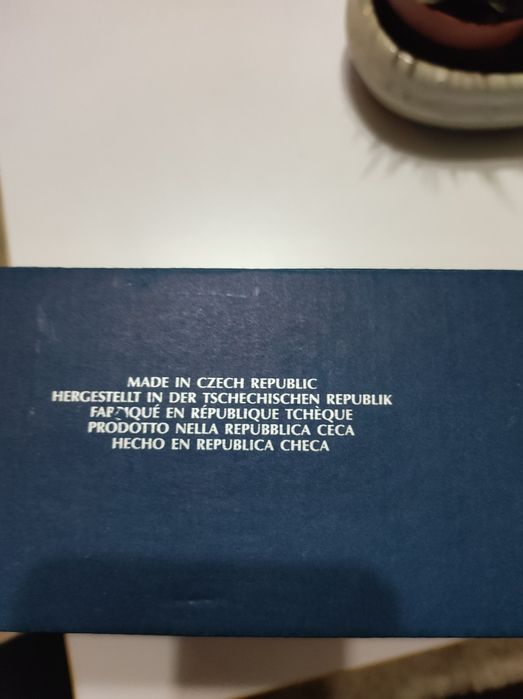 MADE IN CZECH REPUBLIC
HERGESTELLT IN DER TSCHECHISCHEN REPUBLIK
FABRIQUÉ EN RÉPUBLIQUE TCHÈQUE
PRODOTTO NELLA REPUBBLICA CECA
HECHO EN REPUBLICA CHECA